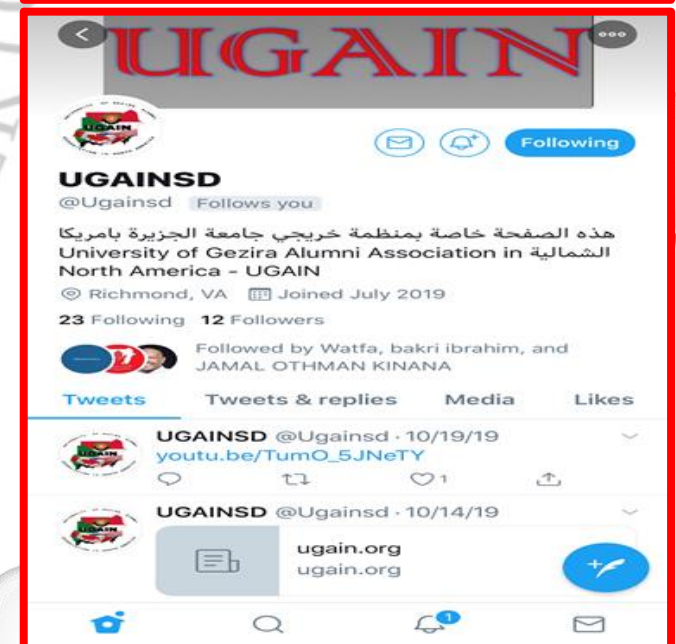 UGAIN
Following
UGAINSD
@Ugainsd Follows you
هذه الصفحة خاصة بمنظمة خريجي جامعة الجزيرة بامريكا
الشمالية University of Gezira Alumni Association in
North America - UGAIN
Richmond, VA Joined July 2019
23 Following 12 Followers
Followed by Watfa, bakri ibrahim, and
JAMAL OTHMAN KINANA
Tweets Tweets & replies Media Likes
UGAINSD @Ugainsd · 10/19/19
youtu.be/TumO_5JNeTY
1
UGAINSD @Ugainsd · 10/14/19
ugain.org
ugain.org
1